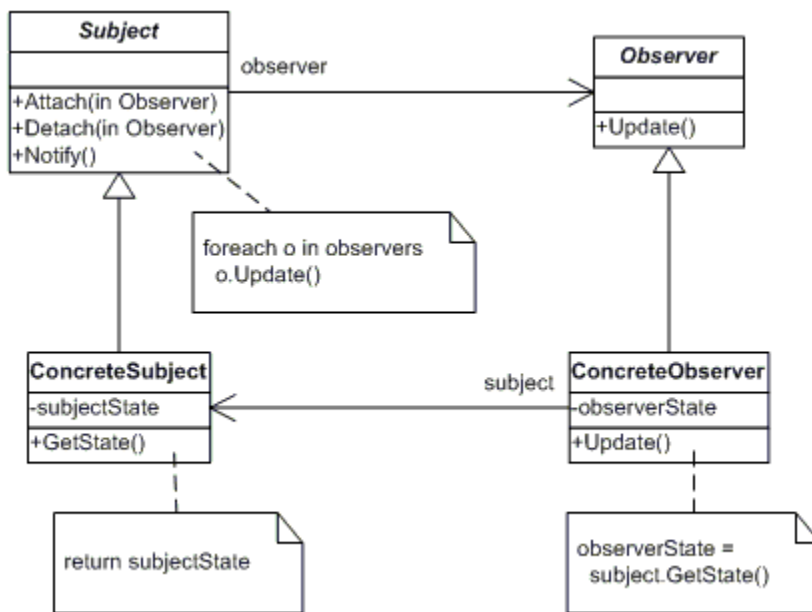 Subject
+Attach(in Observer)
+Detach(in Observer)
+Notify()
observer
Observer
+Update()
foreach o in observers
o.Update()
ConcreteSubject
-subjectState
+GetState()
subject
ConcreteObserver
-observerState
+Update()
return subjectState
observerState =
subject.GetState()